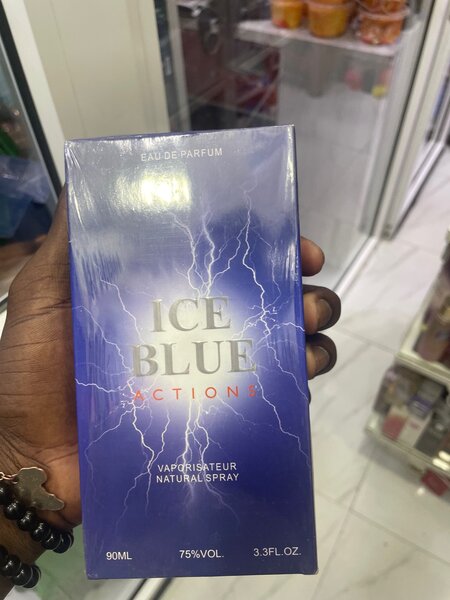 EAU DE PARFUM
ICE
BLUE
ACTIONS
VAPORISATEUR
NATURAL SPRAY
90ML 75%VOL. 3.3FL.OZ.